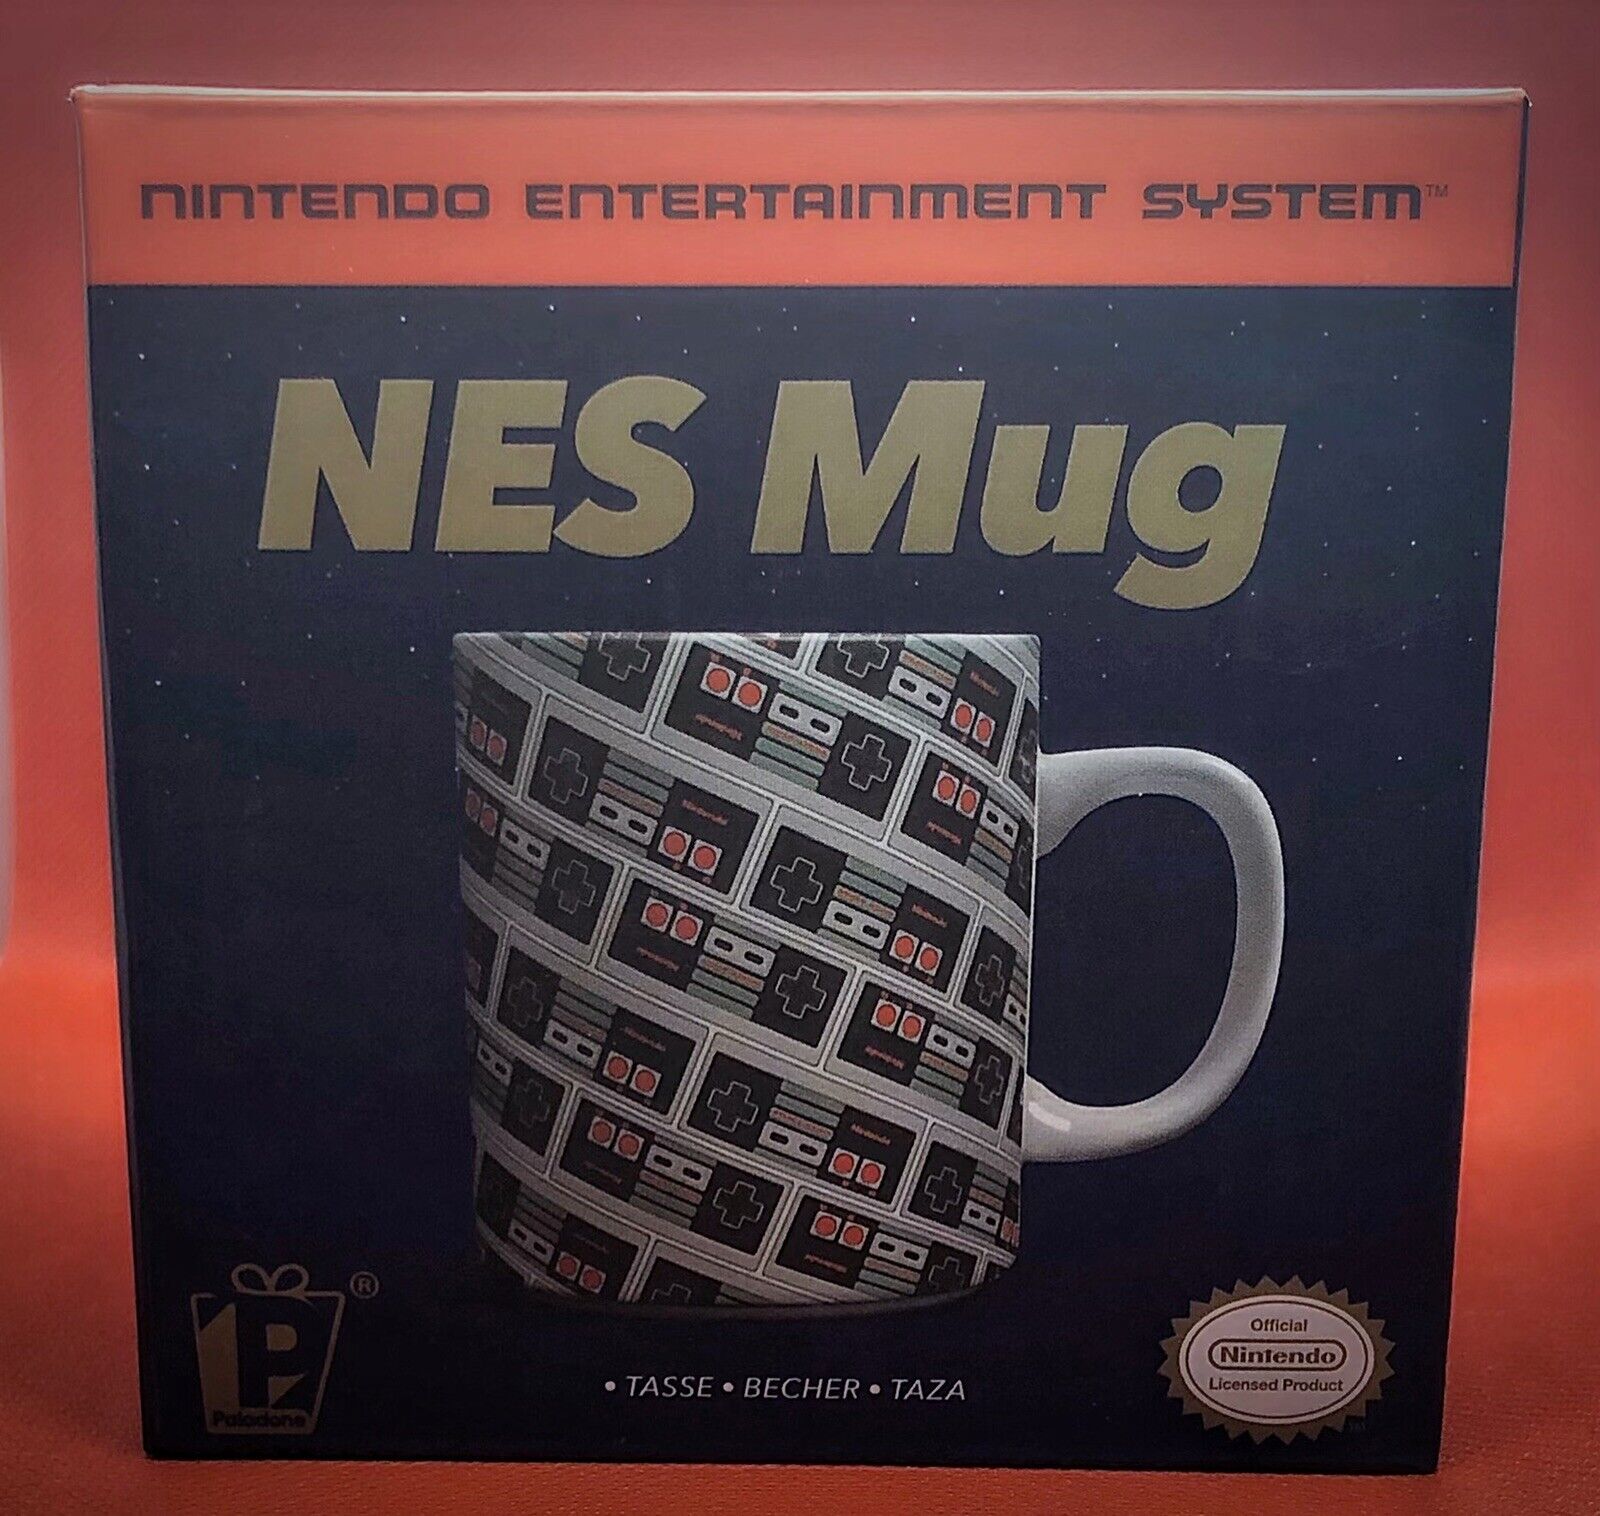 NINTENDO ENTERTAINMENT SYSTEM™
NES Mug
• TASSE • BECHER • TAZA
®
Paladone
Official
Nintendo
Licensed Product